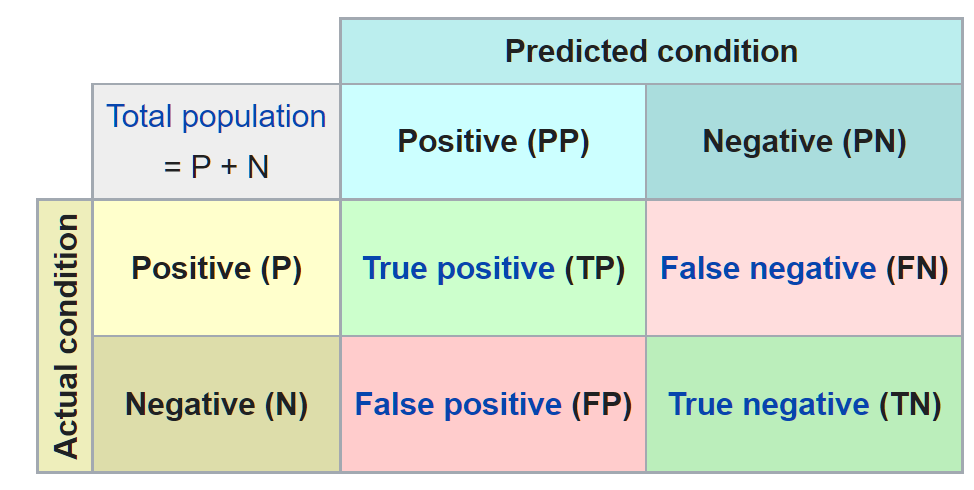 Predicted condition
Total population
= P + N
Positive (PP)
Negative (PN)
Actual condition
Positive (P)
True positive (TP)
False negative (FN)
Negative (N)
False positive (FP)
True negative (TN)